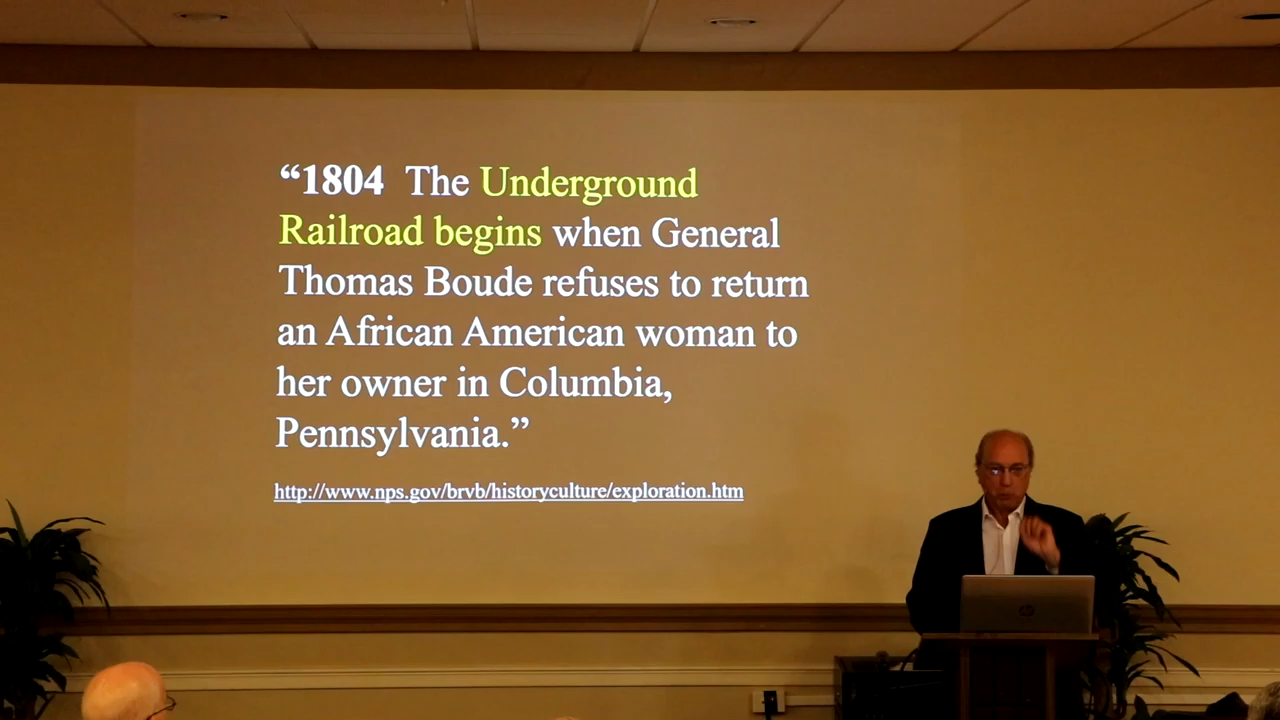 “1804 The Underground
Railroad begins when General
Thomas Boude refuses to return
an African American woman to
her owner in Columbia,
Pennsylvania.”
http://www.nps.gov/brvb/historyculture/exploration.htm
hp